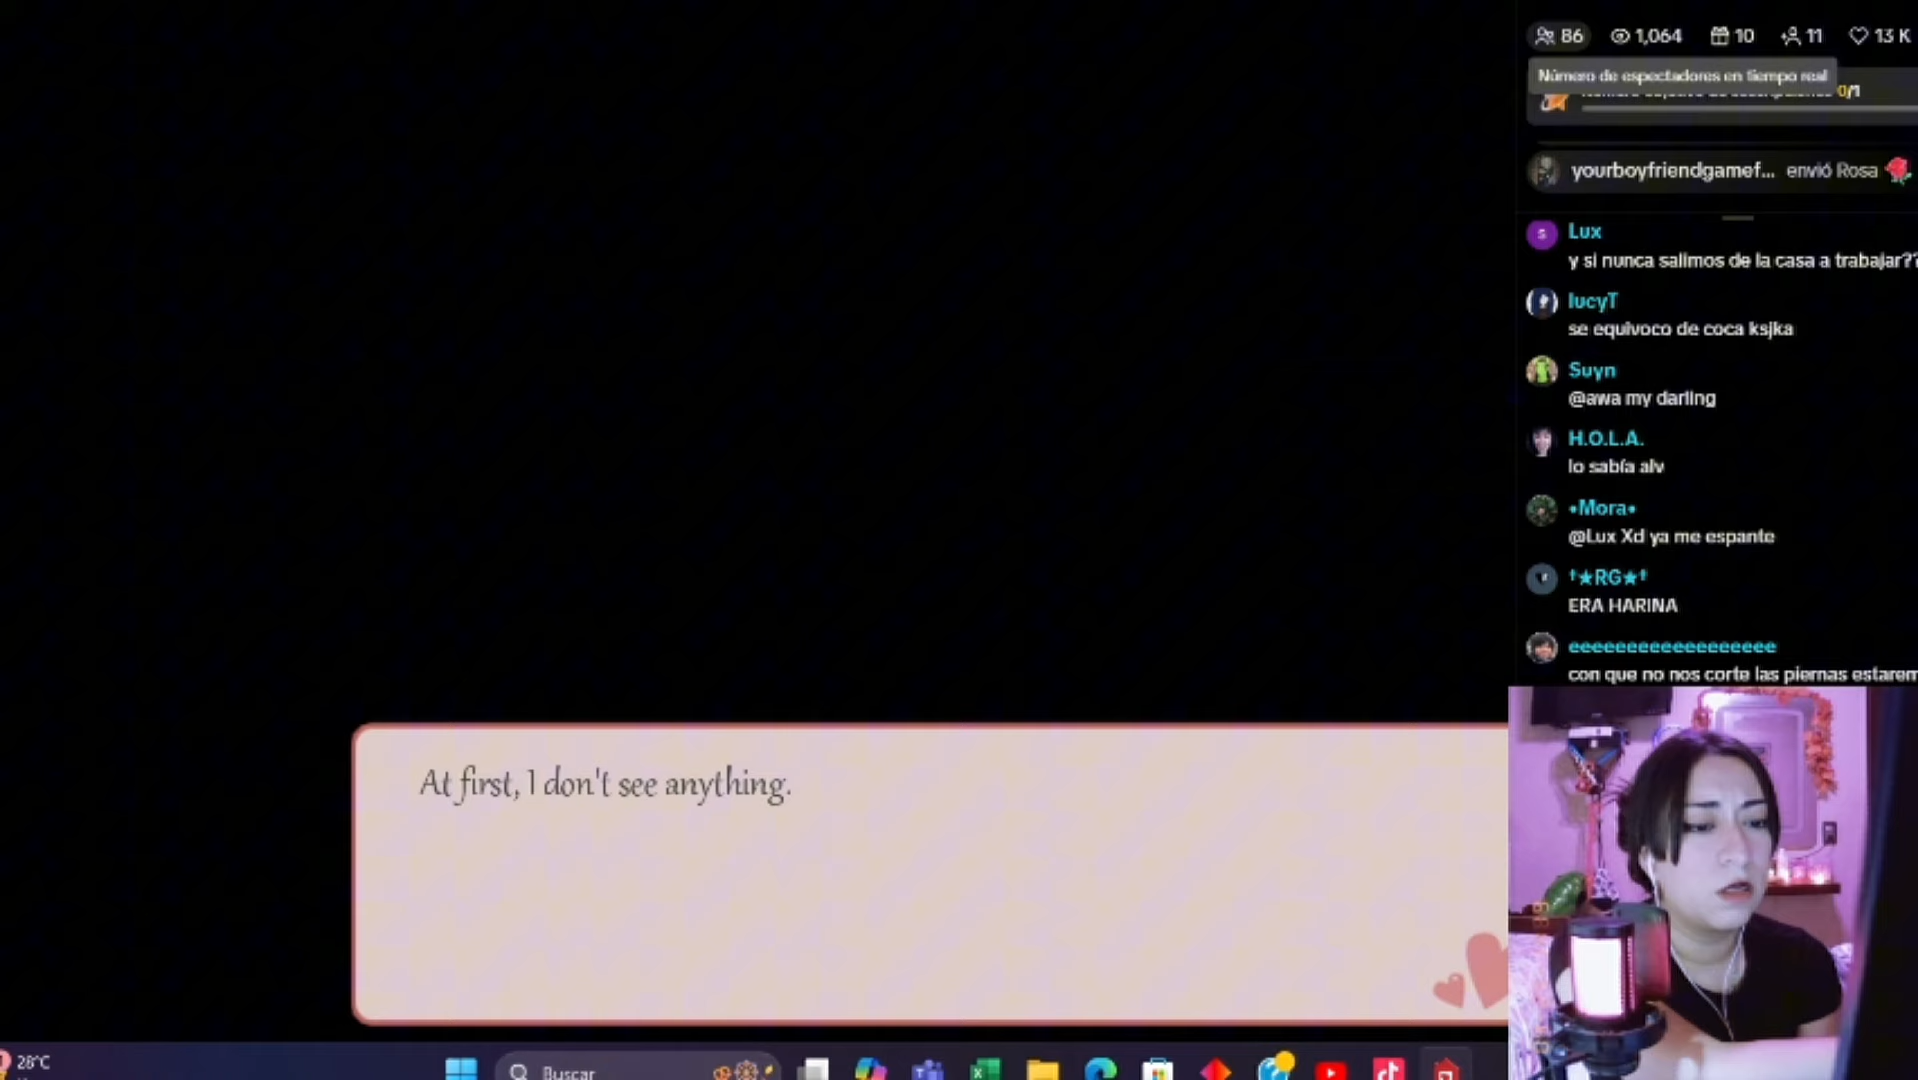 86 1,064 10 11 13 K
Número de espectadores en tiempo real
0/1
yourboyfriendgamef... envió Rosa
S
Lux
y si nunca salimos de la casa a trabajar??
lucyT
se equivoco de coca ksjka
Suyn
@awa my darling
H.O.L.A.
lo sabía alv
•Mora•
@Lux Xd ya me espante
†★RG★†
ERA HARINA
eeeeeeeeeeeeeeeeee
con que no nos corte las piernas estarem
At first, I don't see anything.
28°C
Buscar